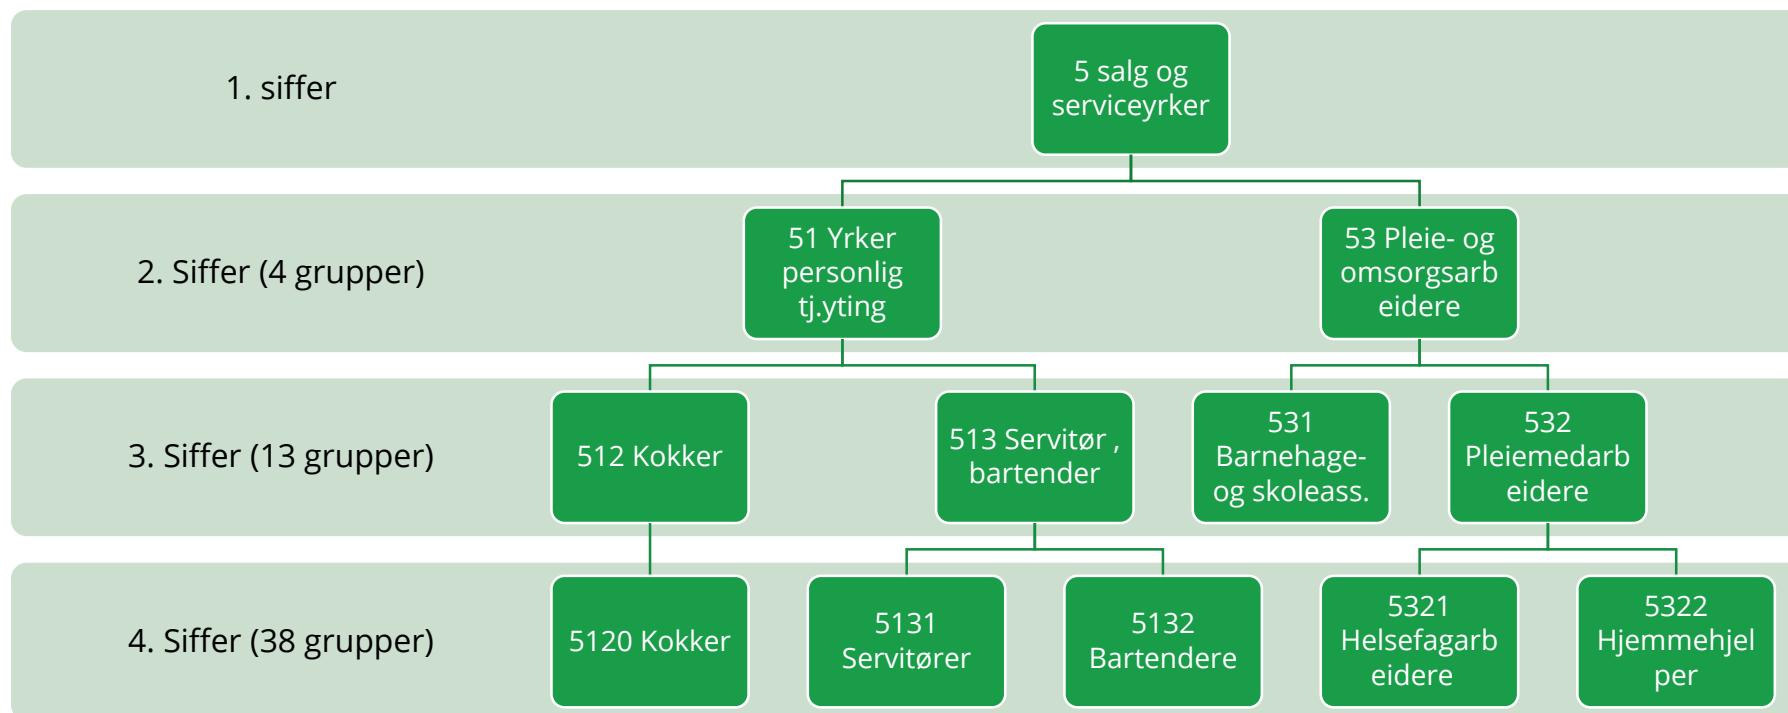 1. siffer
5 salg og
serviceyrker
2. Siffer (4 grupper)
51 Yrker
personlig
tj.yting
53 Pleie- og
omsorgsarb
eidere
3. Siffer (13 grupper)
512 Kokker
513 Servitør ,
bartender
531
Barnehage-
og skoleass.
532
Pleiemedarb
eidere
4. Siffer (38 grupper)
5120 Kokker
5131
Servitører
5132
Bartendere
5321
Helsefagarb
eidere
5322
Hjemmehjel
per